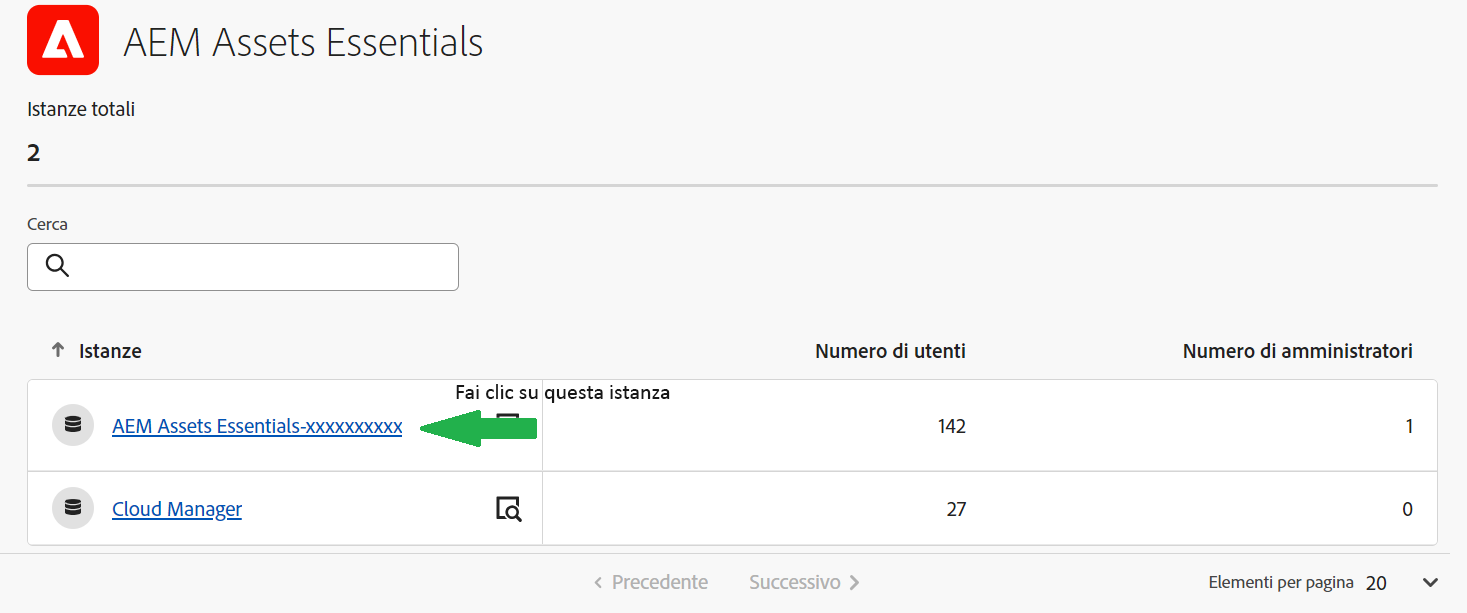 AEM Assets Essentials
Istanze totali
2
Cerca
Istanze Numero di utenti Numero di amministratori
Fai clic su questa istanza
AEM Assets Essentials-xxxxxxxxxx 142 1
Cloud Manager 27 0
Precedente Successivo Elementi per pagina 20